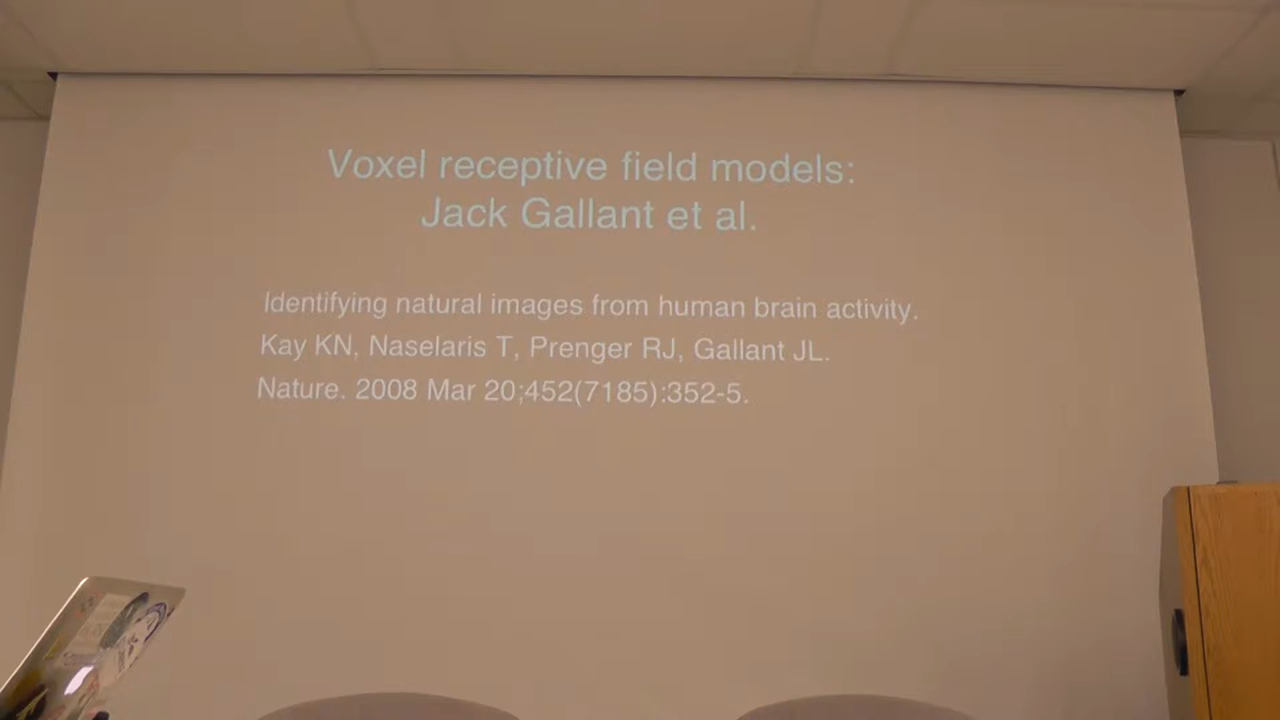 Voxel receptive field models:
Jack Gallant et al.
Identifying natural images from human brain activity.
Kay KN, Naselaris T, Prenger RJ, Gallant JL.
Nature. 2008 Mar 20;452(7185):352-5.